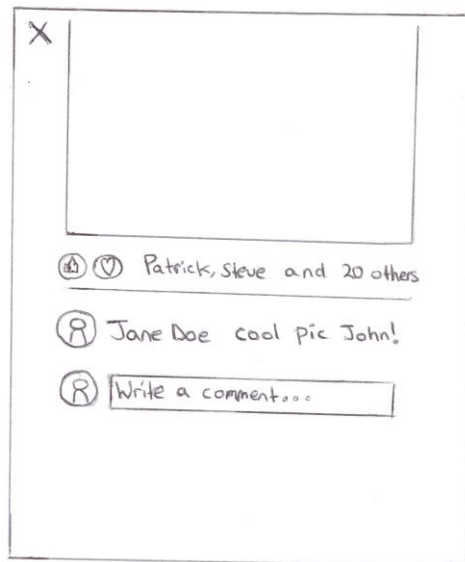 Patrick, Steve and 20 others
Jane Doe cool pic John!
Write a comment...